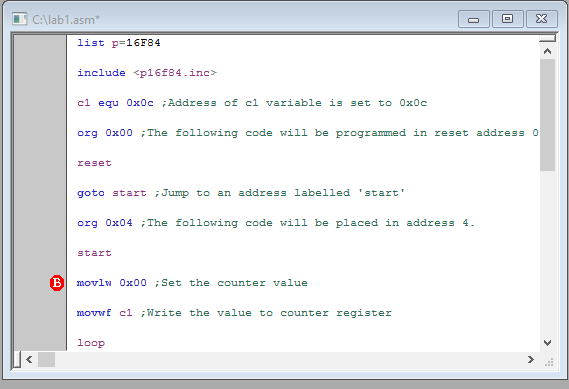 C:\lab1.asm*
list p=16F84
include <p16f84.inc>
c1 equ 0x0c ;Address of c1 variable is set to 0x0c
org 0x00 ;The following code will be programmed in reset address 0
reset
goto start ;Jump to an address labelled 'start'
org 0x04 ;The following code will be placed in address 4.
start
B movlw 0x00 ;Set the counter value
movwf c1 ;Write the value to counter register
loop